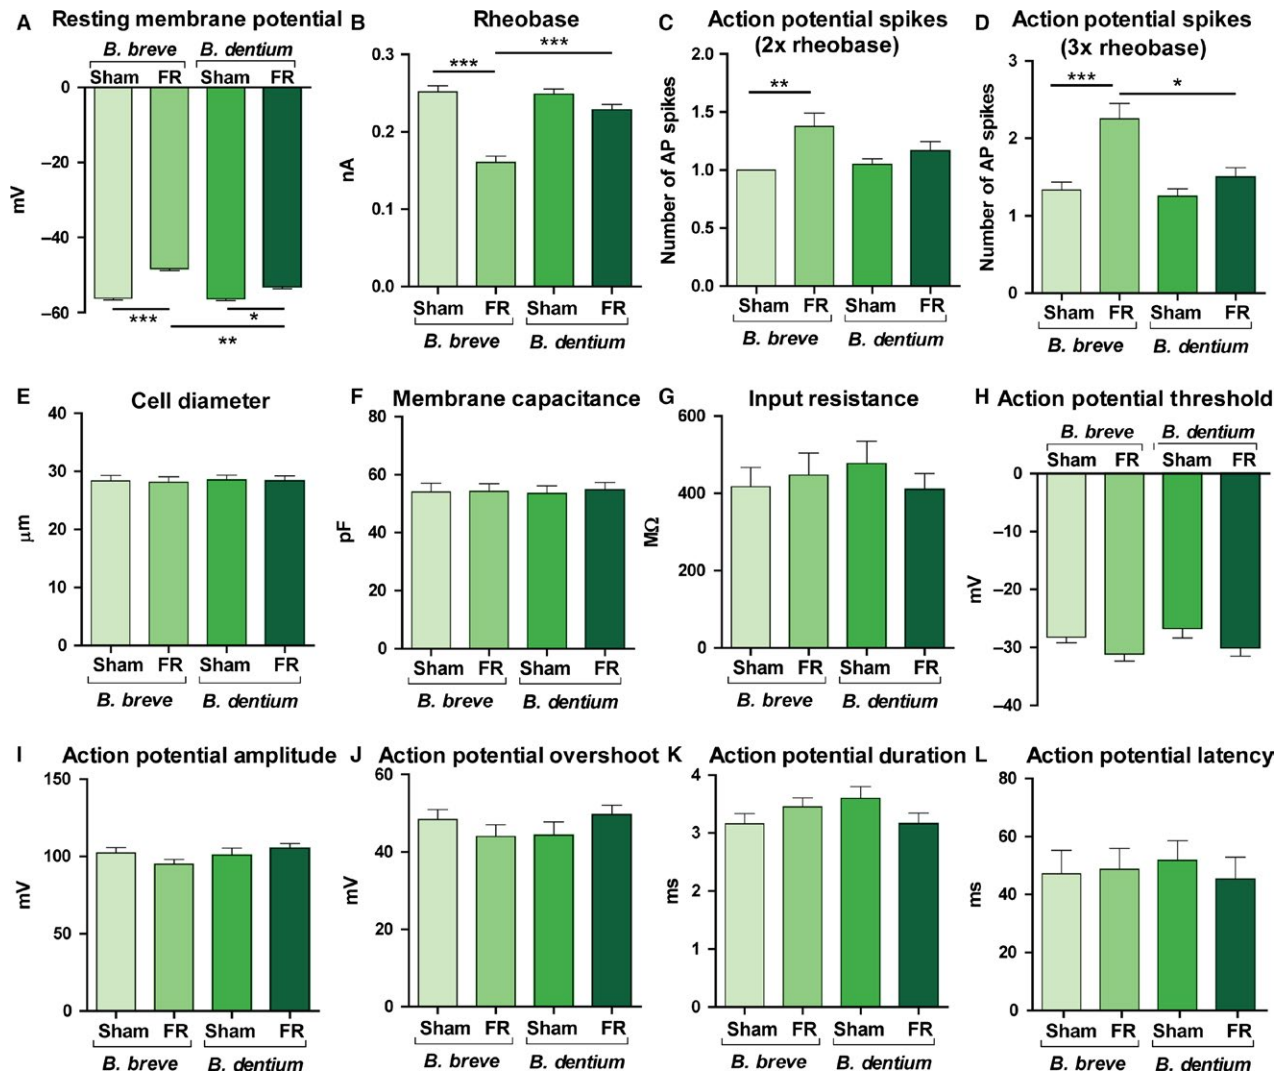 A Resting membrane potential
B. breve B. dentium
Sham FR Sham FR
0
–20
–40
–60
mV
***
*
**
B Rheobase
***
***
0.3
0.2
0.1
0.0
nA
Sham FR Sham FR
B. breve B. dentium
C Action potential spikes
(2x rheobase)
**
2.0
1.5
1.0
0.5
0.0
Number of AP spikes
Sham FR Sham FR
B. breve B. dentium
D Action potential spikes
(3x rheobase)
***
*
3
2
1
0
Number of AP spikes
Sham FR Sham FR
B. breve B. dentium
E Cell diameter
40
30
20
10
0
μm
Sham FR Sham FR
B. breve B. dentium
F Membrane capacitance
80
60
40
20
0
pF
Sham FR Sham FR
B. breve B. dentium
G Input resistance
600
400
200
0
MΩ
Sham FR Sham FR
B. breve B. dentium
H Action potential threshold
B. breve B. dentium
Sham FR Sham FR
0
–10
–20
–30
–40
mV
I Action potential amplitude
150
100
50
0
mV
Sham FR Sham FR
B. breve B. dentium
J Action potential overshoot
60
40
20
0
mV
Sham FR Sham FR
B. breve B. dentium
K Action potential duration
4
3
2
1
0
ms
Sham FR Sham FR
B. breve B. dentium
L Action potential latency
80
60
40
20
0
ms
Sham FR Sham FR
B. breve B. dentium